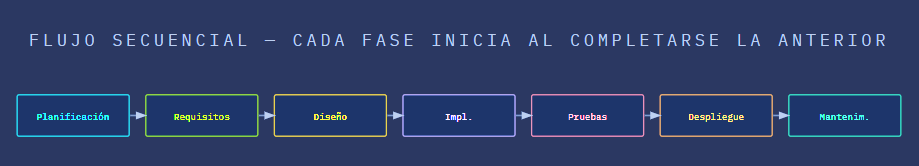 FLUJO SECUENCIAL — CADA FASE INICIA AL COMPLETARSE LA ANTERIOR
Planificación
Requisitos
Diseño
Impl.
Pruebas
Despliegue
Mantenim.